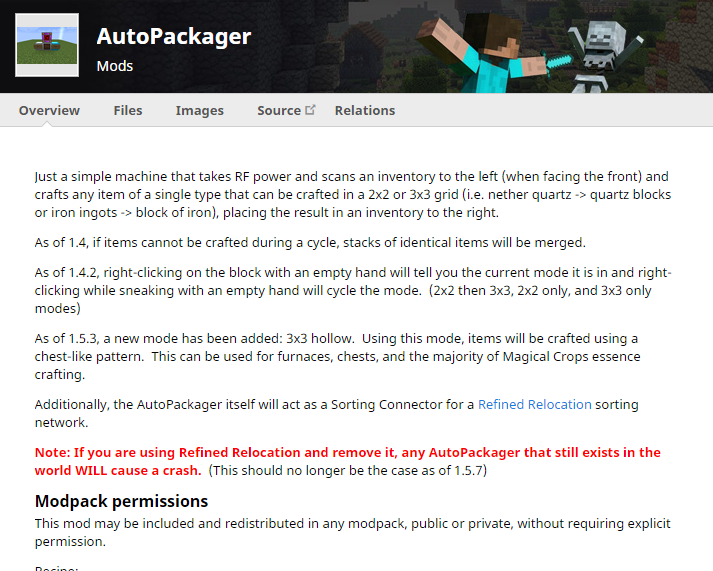 AutoPackager
Mods
Overview Files Images Source Relations
Just a simple machine that takes RF power and scans an inventory to the left (when facing the front) and
crafts any item of a single type that can be crafted in a 2x2 or 3x3 grid (i.e. nether quartz -> quartz blocks
or iron ingots -> block of iron), placing the result in an inventory to the right.
As of 1.4, if items cannot be crafted during a cycle, stacks of identical items will be merged.
As of 1.4.2, right-clicking on the block with an empty hand will tell you the current mode it is in and right-
clicking while sneaking with an empty hand will cycle the mode.  (2x2 then 3x3, 2x2 only, and 3x3 only
modes)
As of 1.5.3, a new mode has been added: 3x3 hollow.  Using this mode, items will be crafted using a
chest-like pattern.  This can be used for furnaces, chests, and the majority of Magical Crops essence
crafting.
Additionally, the AutoPackager itself will act as a Sorting Connector for a Refined Relocation sorting
network.
Note: If you are using Refined Relocation and remove it, any AutoPackager that still exists in the
world WILL cause a crash.  (This should no longer be the case as of 1.5.7)
Modpack permissions
This mod may be included and redistributed in any modpack, public or private, without requiring explicit
permission.
Recipe: